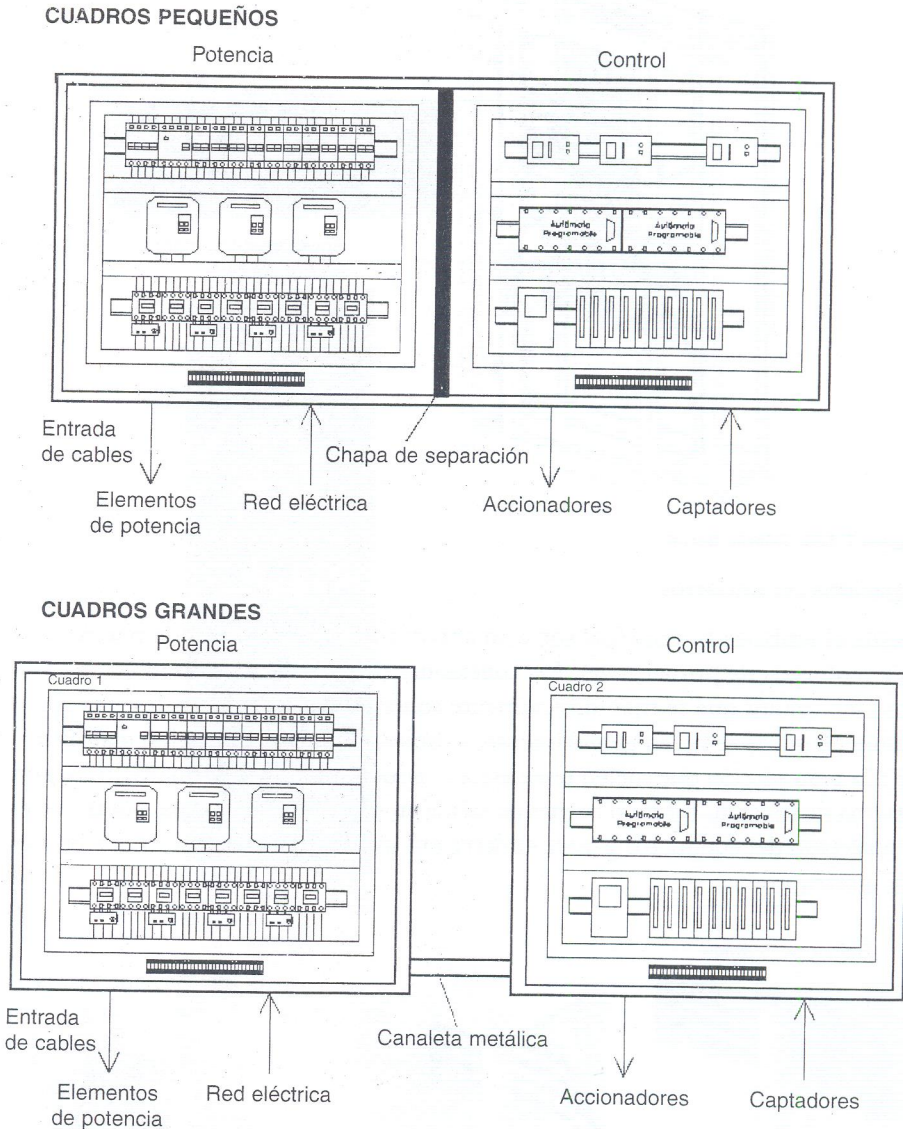 CUADROS PEQUEÑOS
Potencia
Control
Autómata
Programable
Autómata
Programable
Entrada
de cables
Chapa de separación
Elementos
de potencia
Red eléctrica
Accionadores
Captadores
CUADROS GRANDES
Potencia
Control
Cuadro 1
Cuadro 2
Autómata
Programable
Autómata
Programable
Entrada
de cables
Canaleta metálica
Elementos
de potencia
Red eléctrica
Accionadores
Captadores